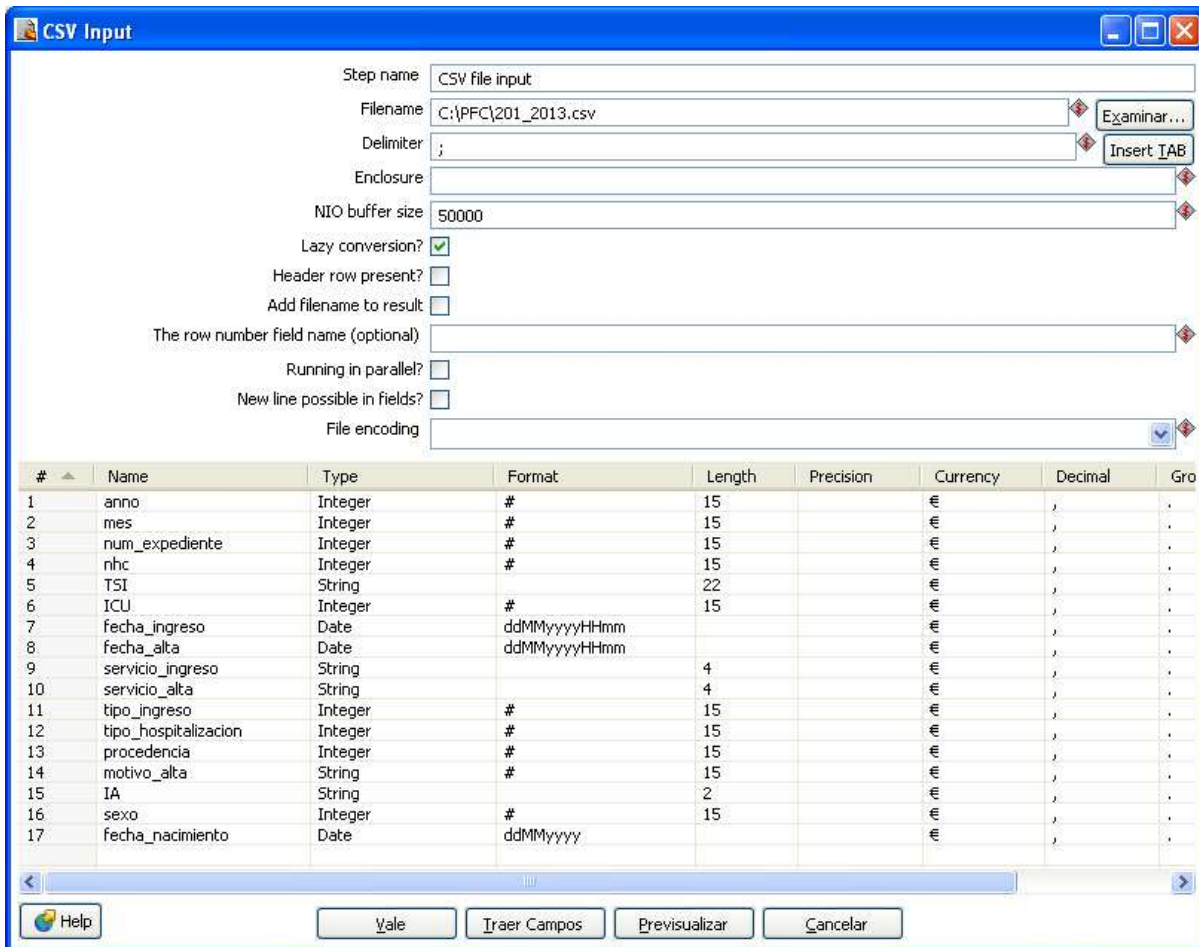 CSV Input
Step name CSV file input
Filename C:\PFC\201_2013.csv Examinar...
Delimiter ; Insert TAB
Enclosure
NIO buffer size 50000
Lazy conversion?
Header row present?
Add filename to result
The row number field name (optional)
Running in parallel?
New line possible in fields?
File encoding
# Name Type Format Length Precision Currency Decimal Gro
1 anno Integer # 15 € , .
2 mes Integer # 15 € , .
3 num_expediente Integer # 15 € , .
4 nhc Integer # 15 € , .
5 TSI String 22 € , .
6 ICU Integer # 15 € , .
7 fecha_ingreso Date ddMMyyyyHHmm € , .
8 fecha_alta Date ddMMyyyyHHmm € , .
9 servicio_ingreso String 4 € , .
10 servicio_alta String 4 € , .
11 tipo_ingreso Integer # 15 € , .
12 tipo_hospitalizacion Integer # 15 € , .
13 procedencia Integer # 15 € , .
14 motivo_alta String # 15 € , .
15 IA String 2 € , .
16 sexo Integer # 15 € , .
17 fecha_nacimiento Date ddMMyyyy € , .
Help Vale Traer Campos Previsualizar Cancelar